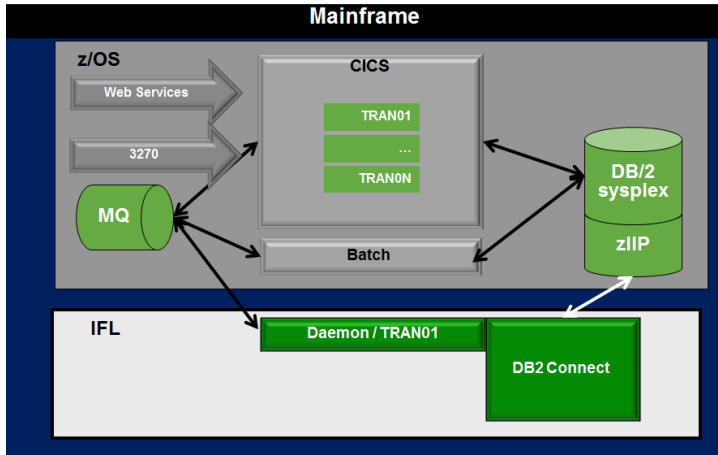 Mainframe
z/OS
CICS
Web Services
TRAN01
...
3270
TRAN0N
DB/2
sysplex
MQ
zIIP
Batch
IFL
Daemon / TRAN01
DB2 Connect